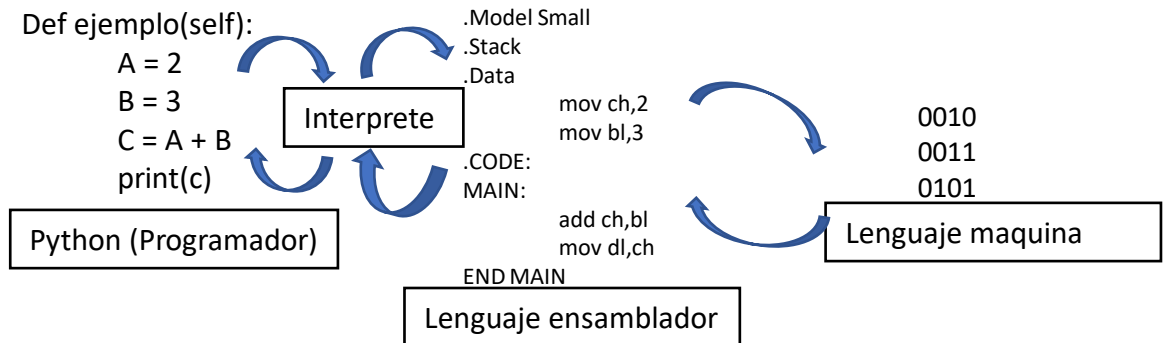 Def ejemplo(self):
A = 2
B = 3
C = A + B
print(c)
Python (Programador)
Interprete
.Model Small
.Stack
.Data
mov ch,2
mov bl,3
.CODE:
MAIN:
add ch,bl
mov dl,ch
END MAIN
Lenguaje ensamblador
0010
0011
0101
Lenguaje maquina